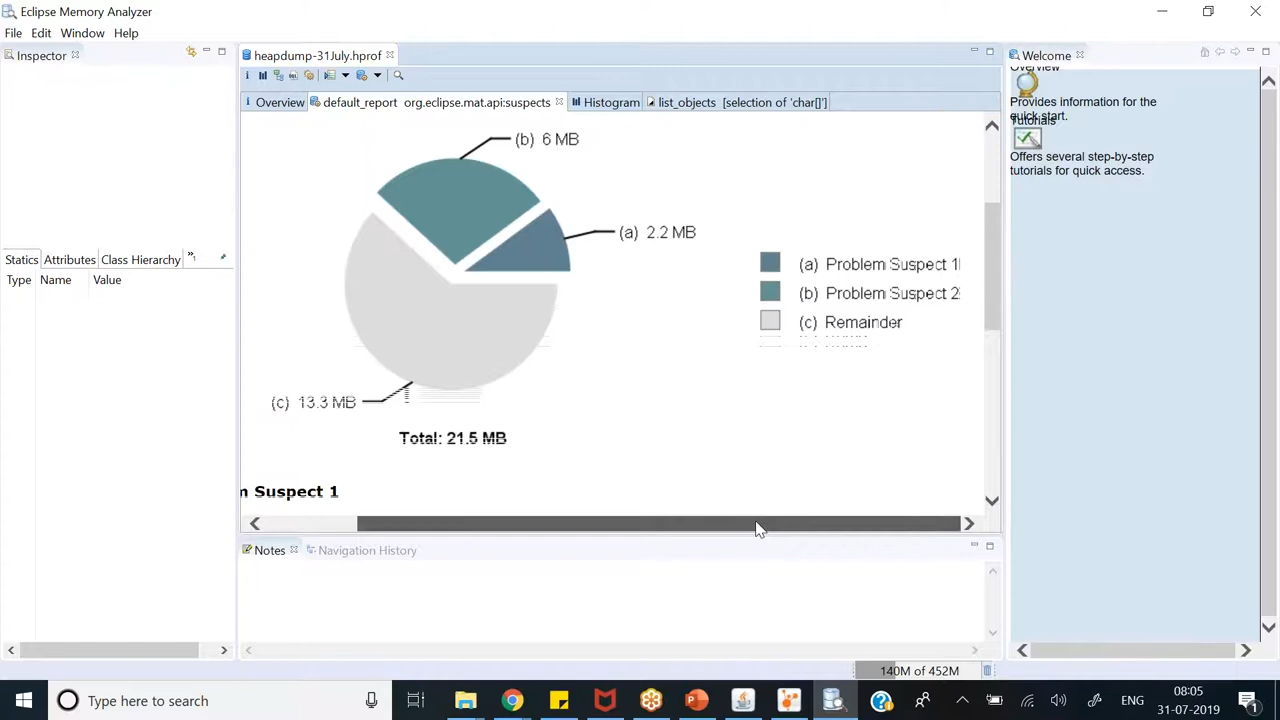 Eclipse Memory Analyzer
File Edit Window Help
Inspector
heapdump-31July.hprof
Welcome
Overview
Provides information for the
quick start.
Tutorials
Offers several step-by-step
tutorials for quick access.
Overview default_report org.eclipse.mat.api:suspects Histogram list_objects [selection of 'char[]']
(b) 6 MB
(a) 2.2 MB
(a) Problem Suspect 1
(b) Problem Suspect 2
(c) Remainder
(c) 13.3 MB
Total: 21.5 MB
m Suspect 1
Statics Attributes Class Hierarchy »1
Type Name Value
Notes Navigation History
140M of 452M
Type here to search
ENG
08:05
31-07-2019
1